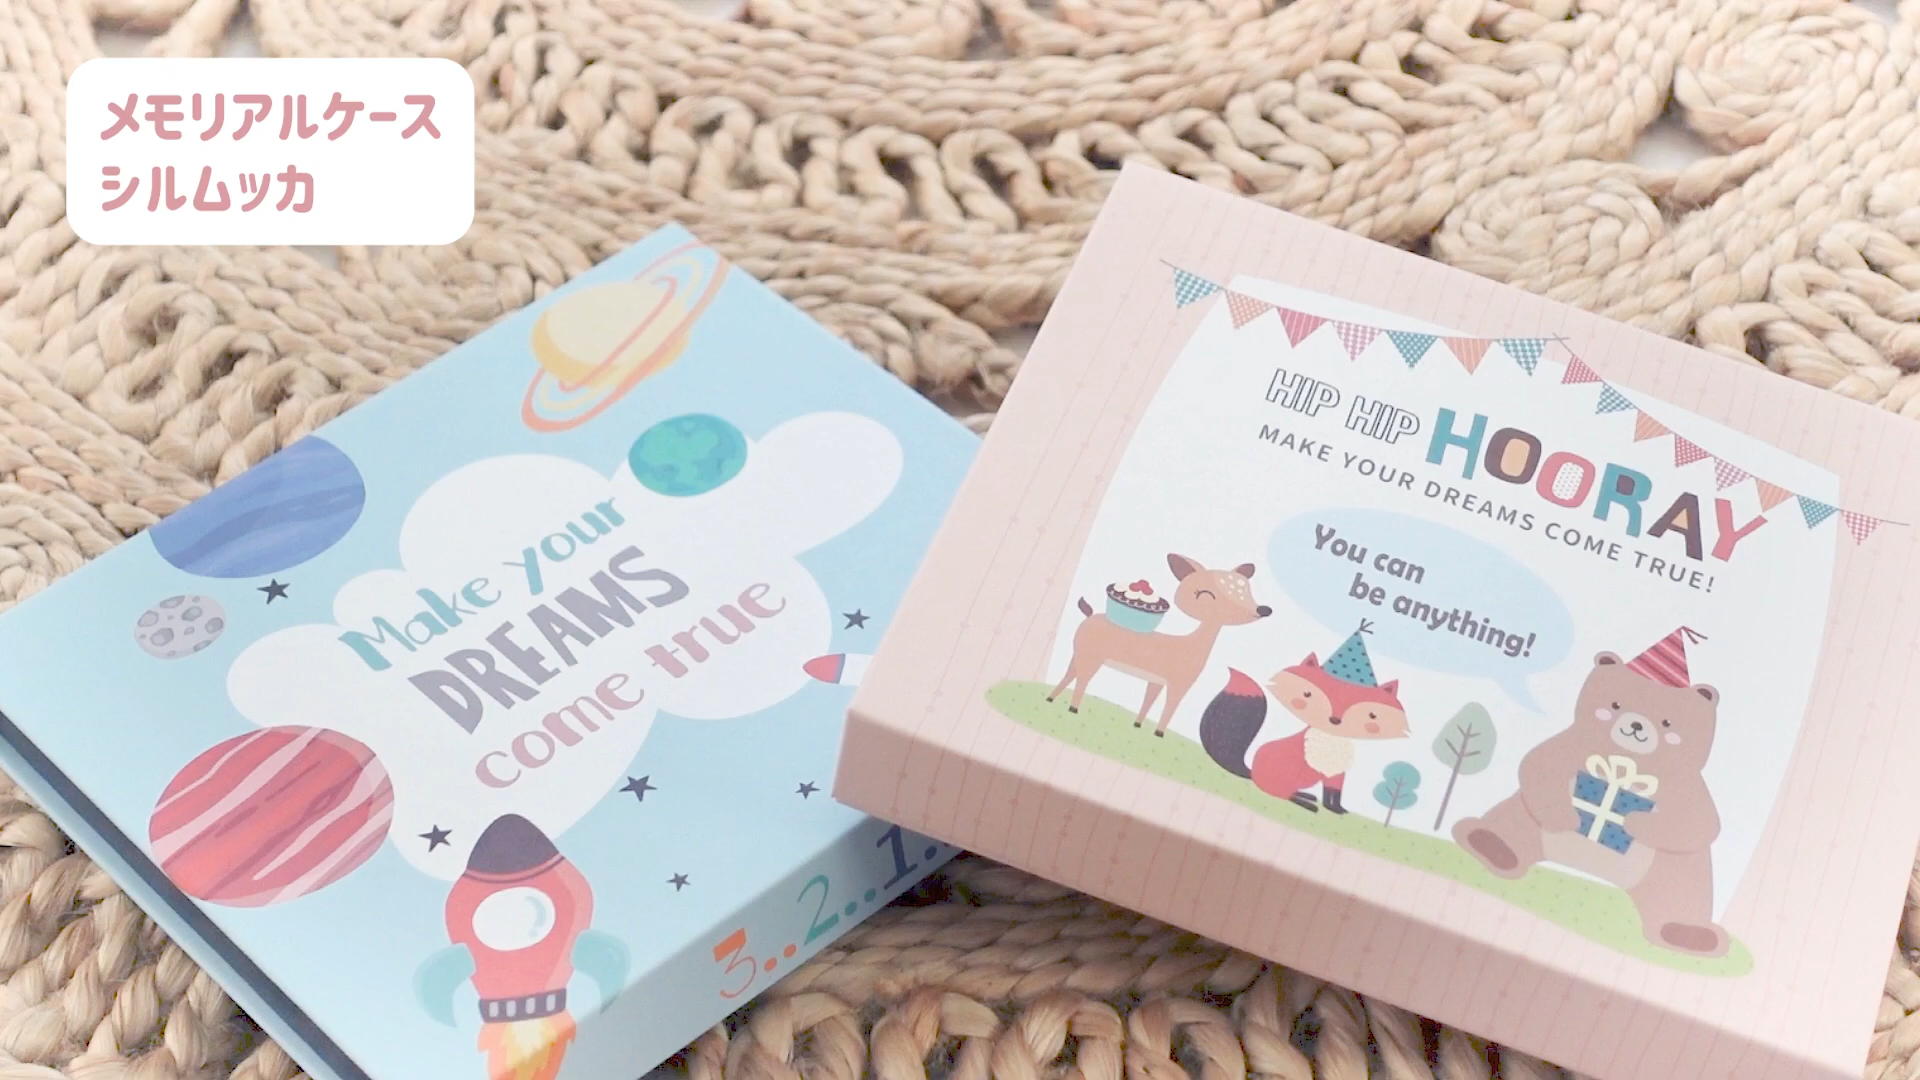 メモリアルケース
シルムッカ
Make your
DREAMS
come true
3..2..1.
HIP HIP HOORAY
MAKE YOUR DREAMS COME TRUE!
You can
be anything!